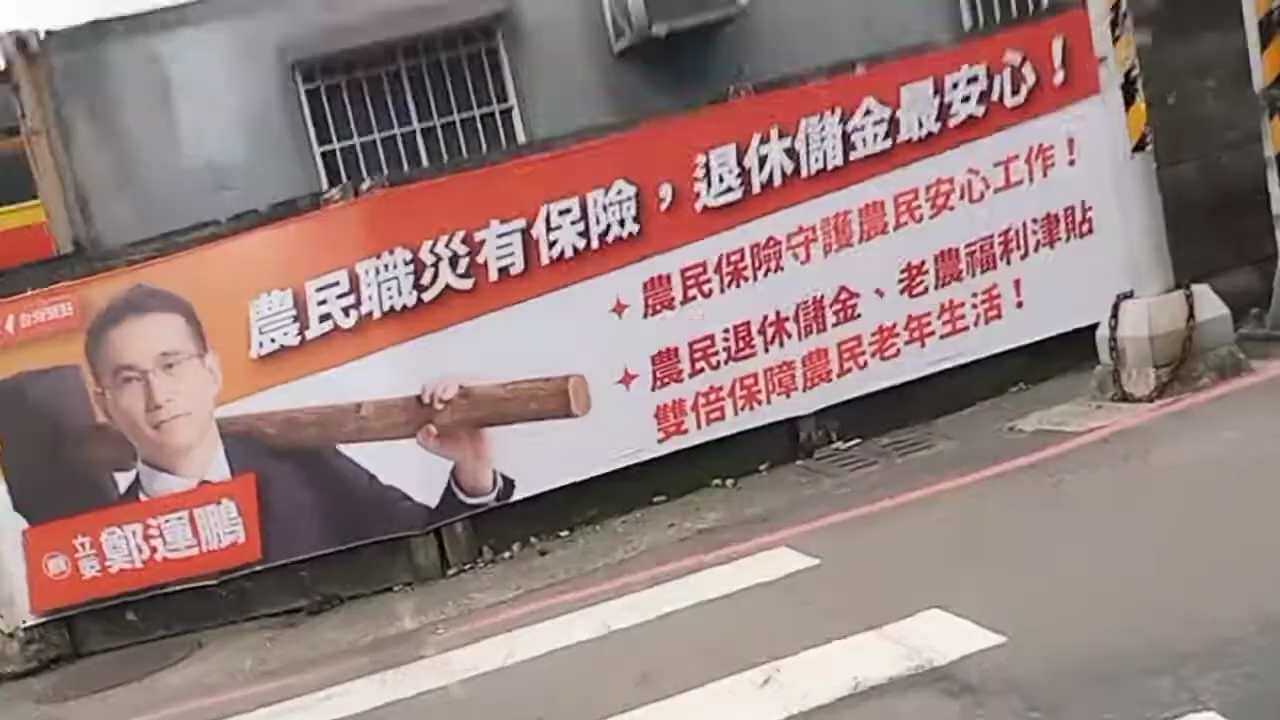 農民職災有保險，退休儲金最安心！
✦ 農民保險守護農民安心工作！
✦ 農民退休儲金、老農福利津貼
雙倍保障農民老年生活！
立委 鄭運鵬